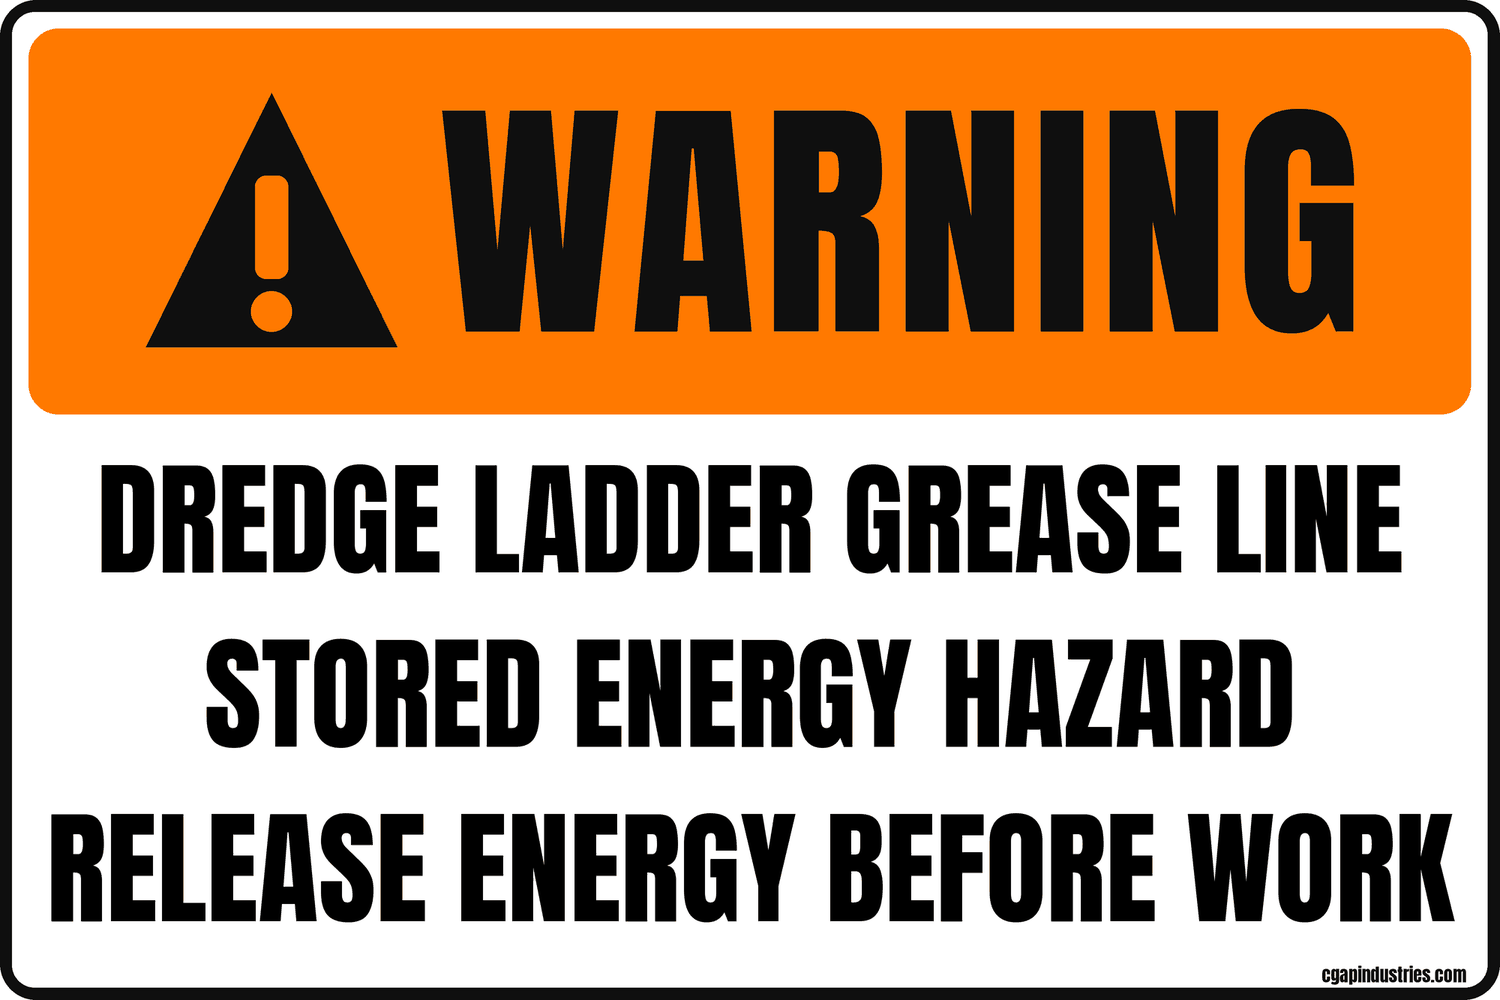 WARNING
DREDGE LADDER GREASE LINE
STORED ENERGY HAZARD
RELEASE ENERGY BEFORE WORK
cgapindustries.com